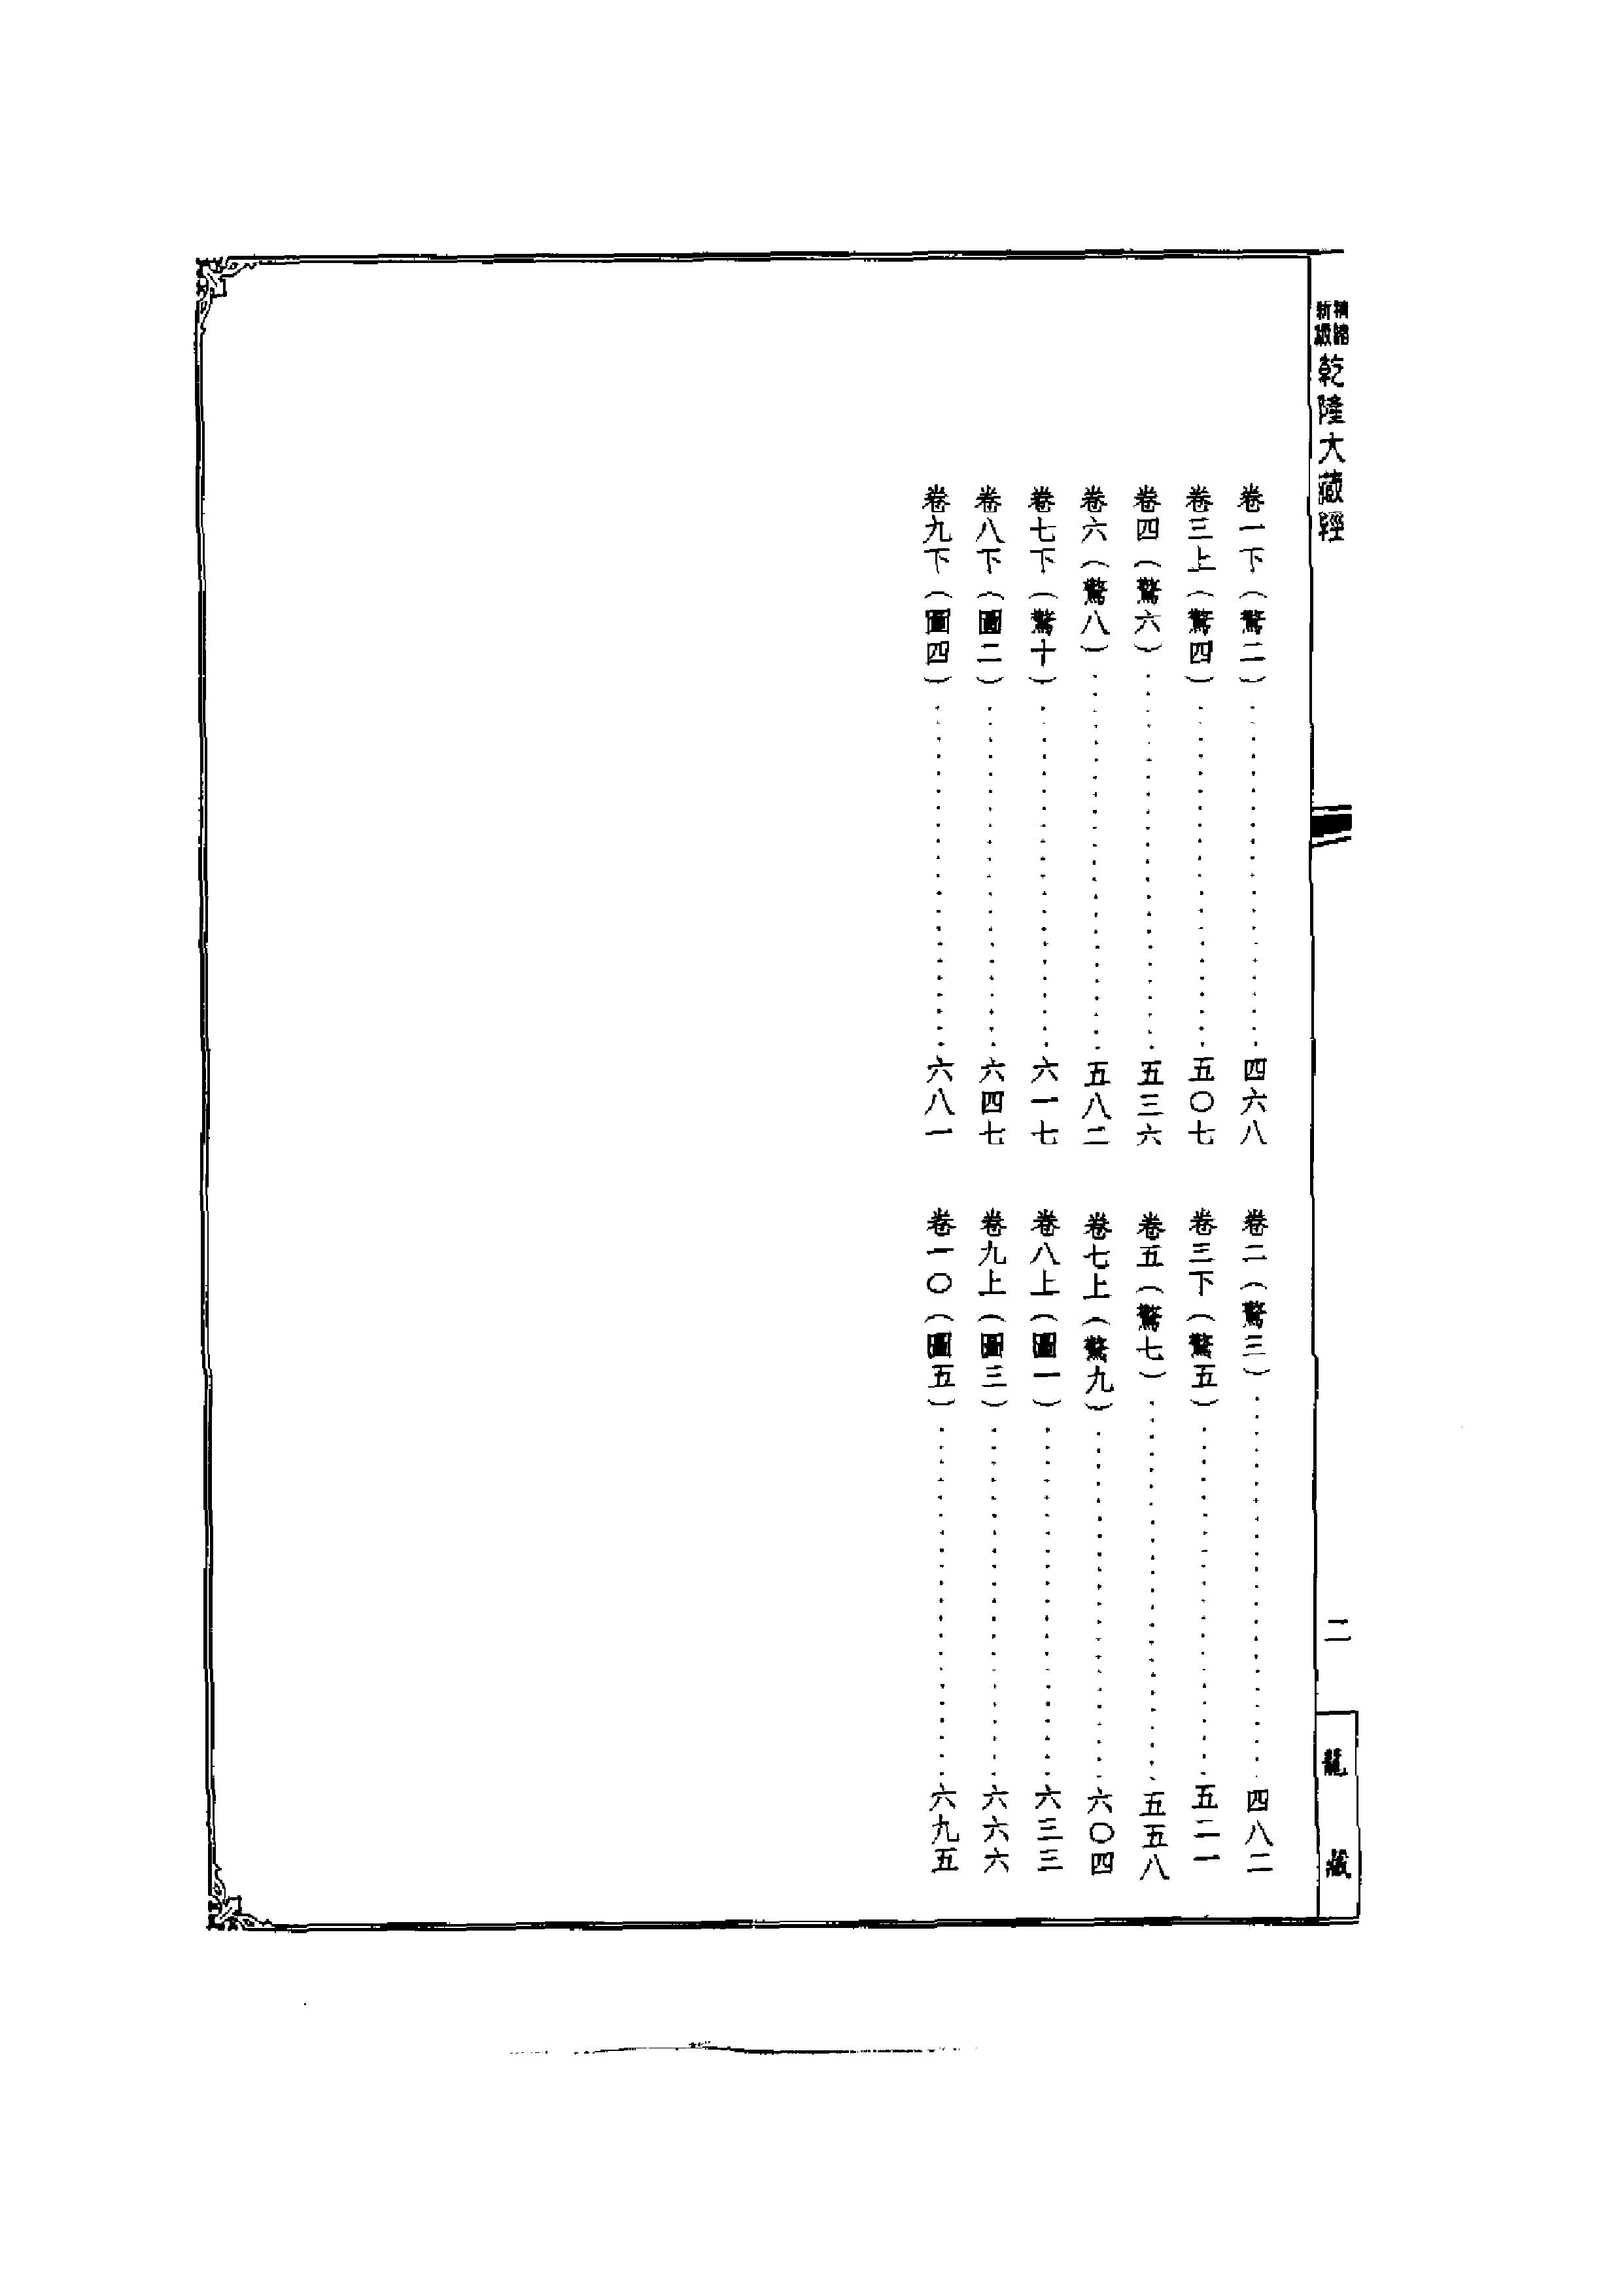 乾隆大藏經
二
龍藏
卷一下（驚二）⋯⋯四六八
卷二（驚三）⋯⋯四八二
卷三上（驚四）⋯⋯五〇七
卷三下（驚五）⋯⋯五二一
卷四（驚六）⋯⋯五三六
卷五（驚七）⋯⋯五五八
卷六（驚八）⋯⋯五八二
卷七上（驚九）⋯⋯六〇四
卷七下（驚十）⋯⋯六一七
卷八上（圖一）⋯⋯六三三
卷八下（圖二）⋯⋯六四七
卷九上（圖三）⋯⋯六六六
卷九下（圖四）⋯⋯六八一
卷一〇（圖五）⋯⋯六九五